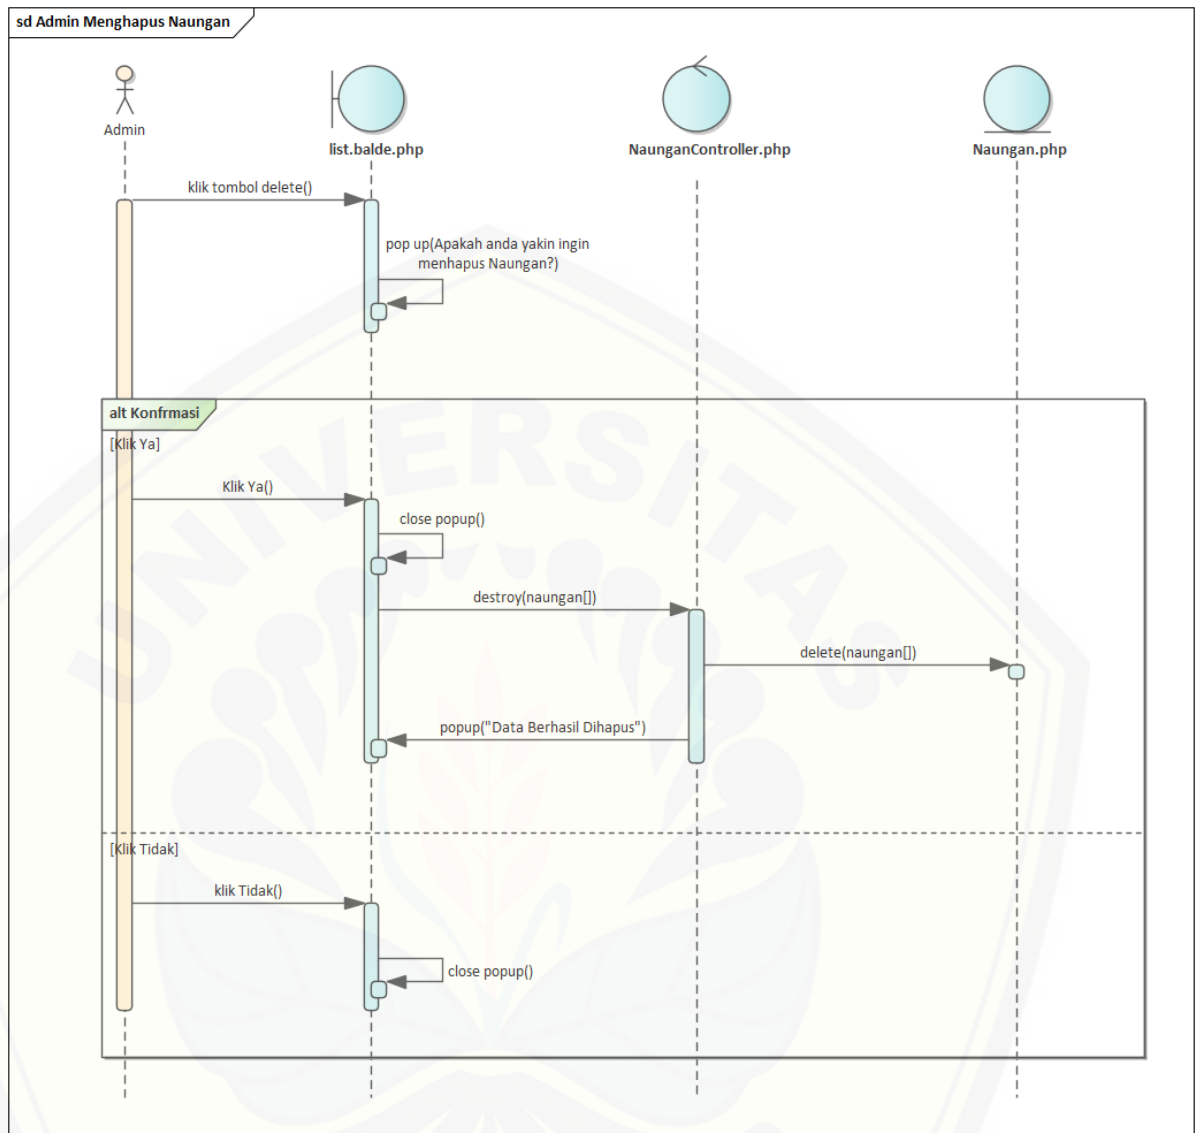 sd Admin Menghapus Naungan
Admin
list.balde.php
NaunganController.php
Naungan.php
klik tombol delete()
pop up(Apakah anda yakin ingin
menhapus Naungan?)
alt Konfrmasi
[Klik Ya]
Klik Ya()
close popup()
destroy(naungan[])
delete(naungan[])
popup("Data Berhasil Dihapus")
[Klik Tidak]
klik Tidak()
close popup()
UNIVERSITAS